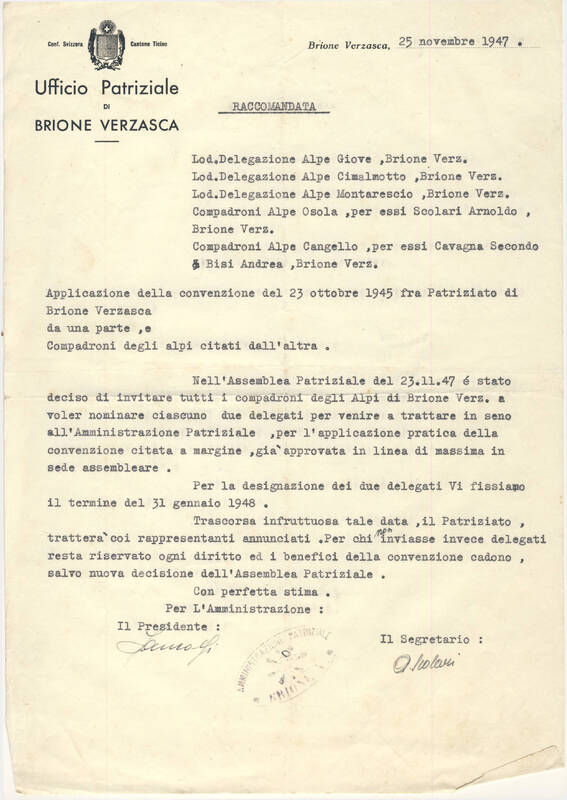 Conf. Svizzera Cantone Ticino
Brione Verzasca, 25 novembre 1947 .
Ufficio Patriziale
DI
BRIONE VERZASCA
RACCOMANDATA
Lod.Delegazione Alpe Giove ,Brione Verz.
Lod.Delegazione Alpe Cimalmotto ,Brione Verz.
Lod.Delegazione Alpe Montarescio ,Brione Verz.
Compadroni Alpe Osola ,per essi Scolari Arnoldo ,
Brione Verz.
Compadroni Alpe Cangello ,per essi Cavagna Secondo
& Bisi Andrea ,Brione Verz.
Applicazione della convenzione del 23 ottobre 1945 fra Patriziato di
Brione Verzasca
da una parte ,e
Compadroni degli alpi citati dall'altra .
Nell'Assemblea Patriziale del 23.11.47 é stato
deciso di invitare tutti i compadroni degli Alpi di Brione Verz. a
voler nominare ciascuno due delegati per venire a trattare in seno
all'Amministrazione Patriziale ,per l'applicazione pratica della
convenzione citata a margine ,gia`approvata in linea di massima in
sede assembleare .
Per la designazione dei due delegati Vi fissiamo
il termine del 31 gennaio 1948 .
Trascorsa infruttuosa tale data ,il Patriziato ,
trattera`coi rappresentanti annunciati .Per chi non inviasse invece delegati
resta riservato ogni diritto ed i benefici della convenzione cadono ,
salvo nuova decisione dell'Assemblea Patriziale .
Con perfetta stima .
Per L'Amministrazione :
Il Presidente :
Il Segretario :
AMMINISTRAZIONE PATRIZIALE
BRIONE V.